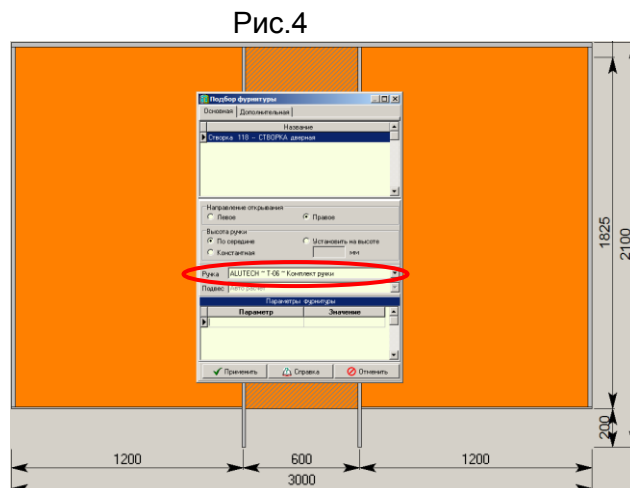 Рис.4
Подбор фурнитуры
Основная Дополнительная
Название
Створка 118 - СТВОРКА дверная
Направление открывания
Левое Правое
Высота ручки
По середине Установить на высоте
Константная мм
Ручка ALUTECH ~ T-06 ~ Комплект ручки
Подвес Авто расчет
Параметры фурнитуры
Параметр Значение
Применить Справка Отменить
1825
2100
200
1200 600 1200
3000